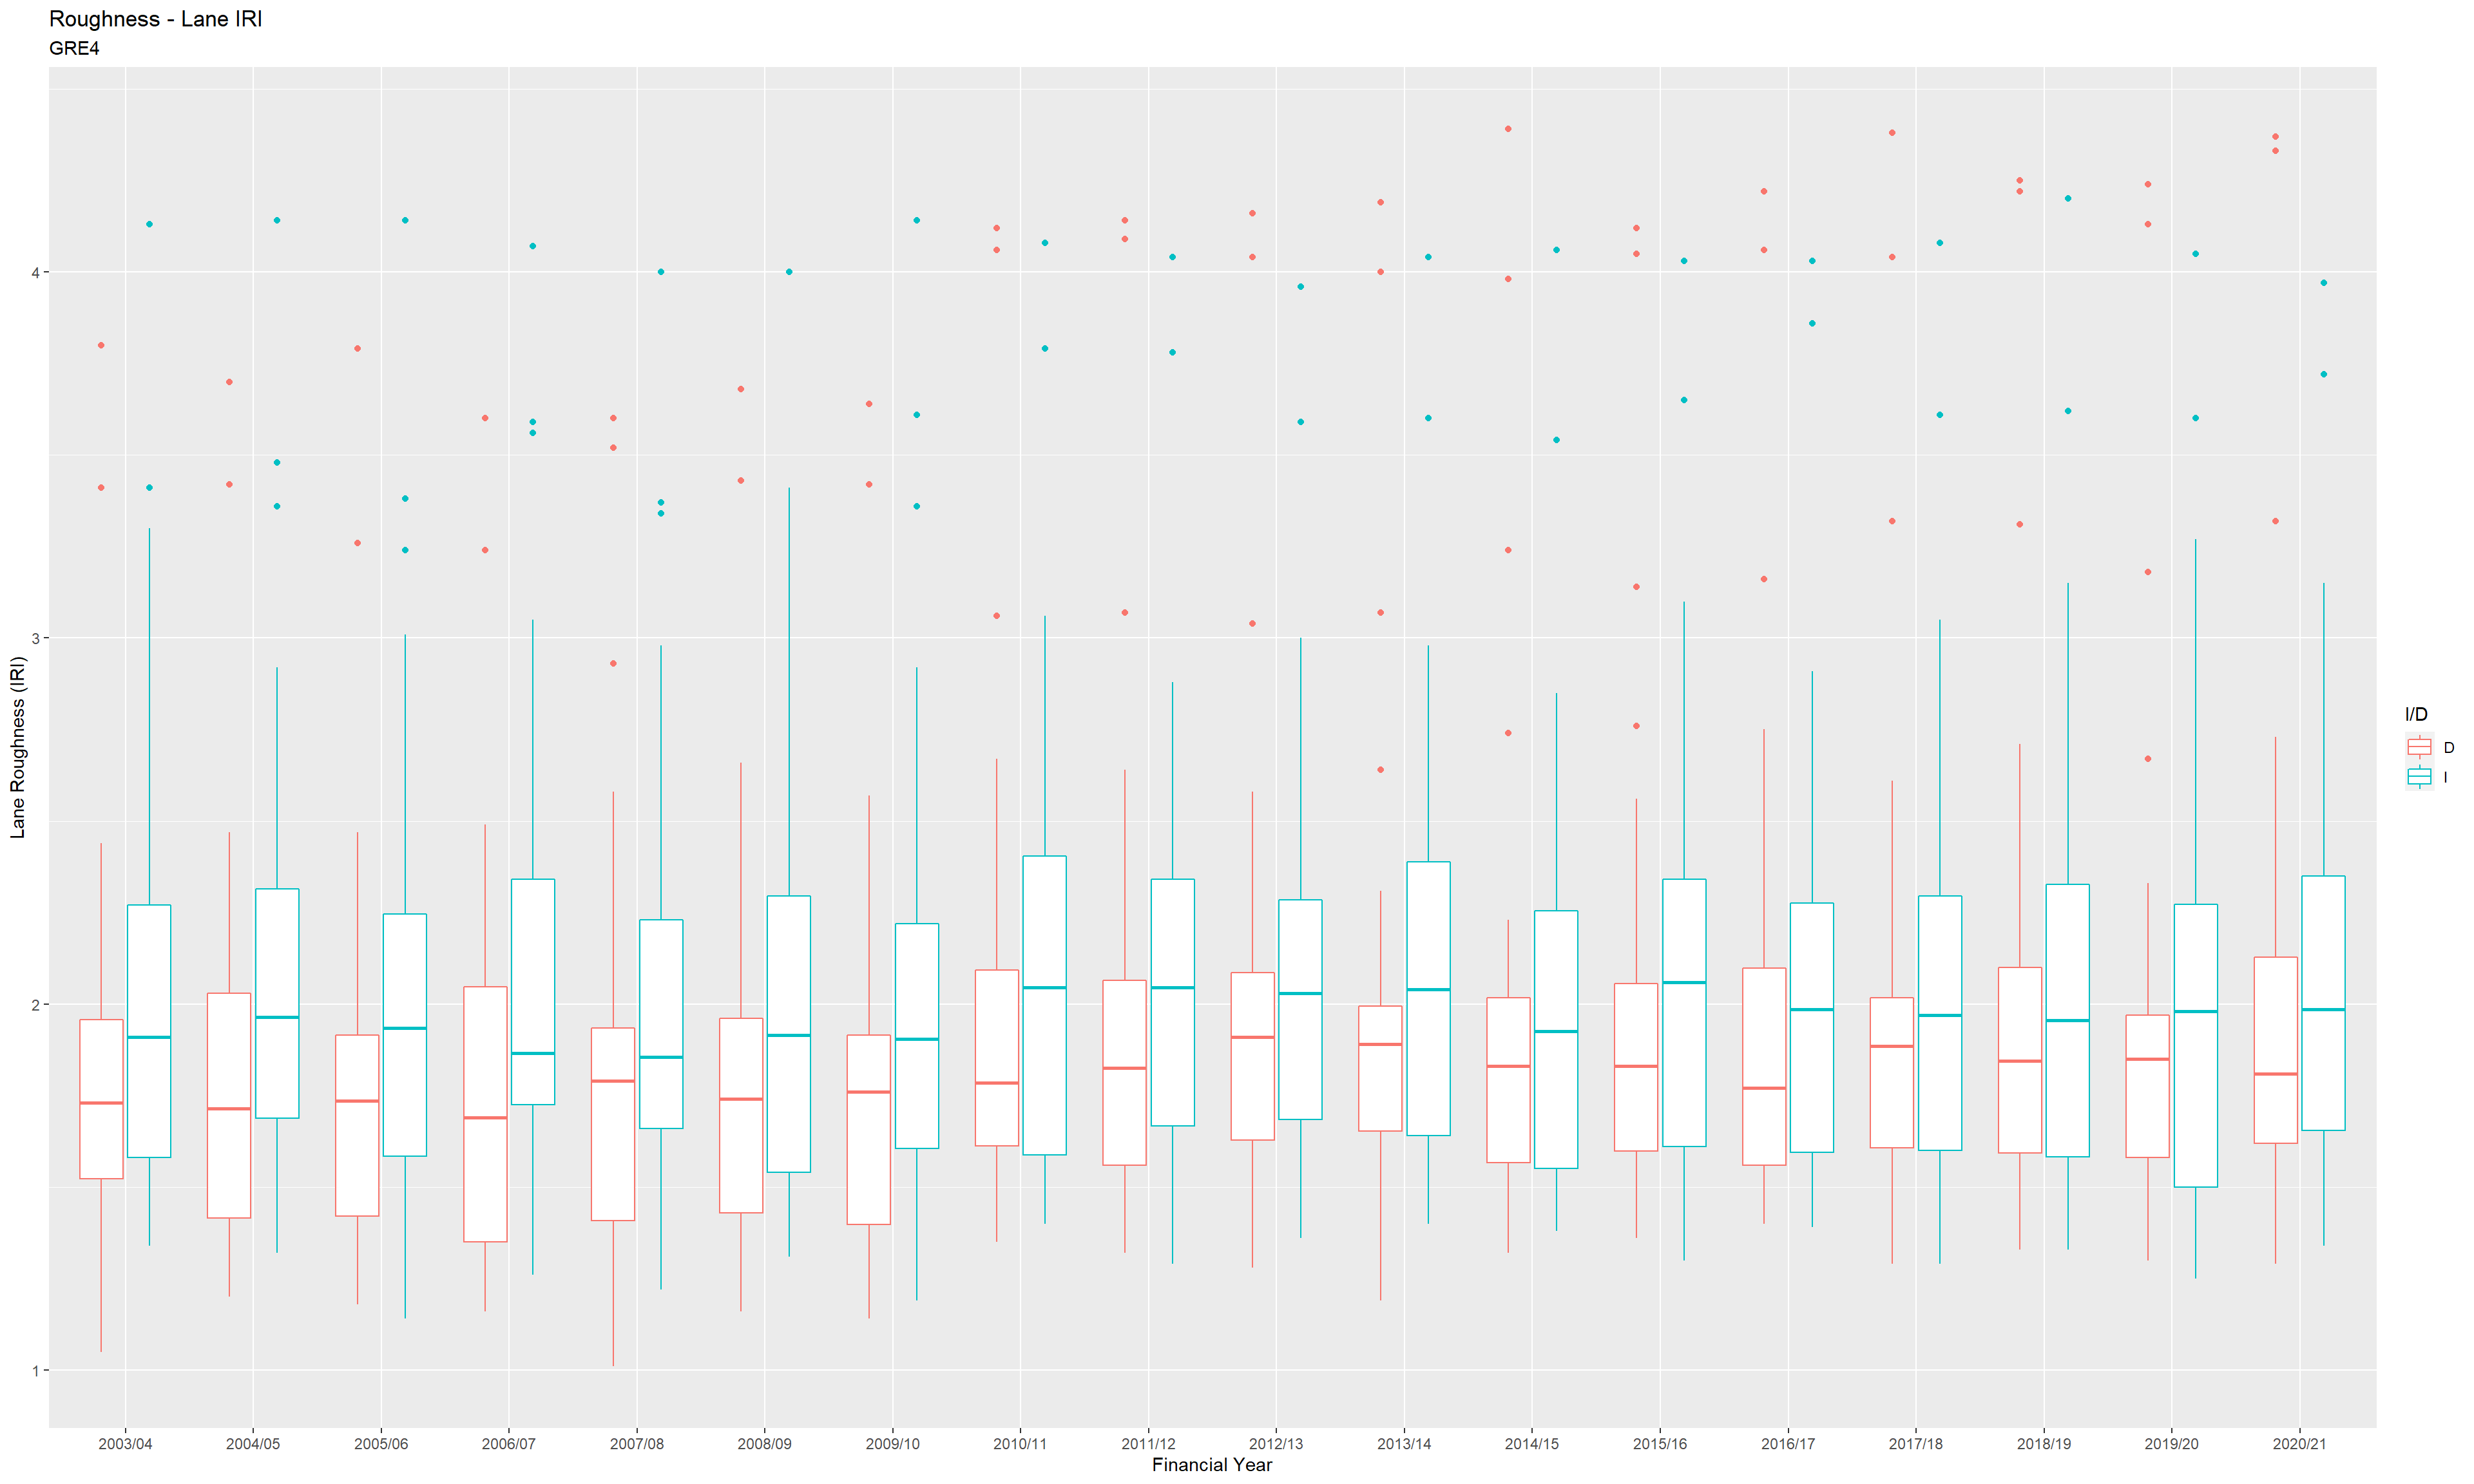 Roughness - Lane IRI
GRE4
Lane Roughness (IRI)
4
3
2
1
2003/04 2004/05 2005/06 2006/07 2007/08 2008/09 2009/10 2010/11 2011/12 2012/13 2013/14 2014/15 2015/16 2016/17 2017/18 2018/19 2019/20 2020/21
Financial Year
I/D
D
I